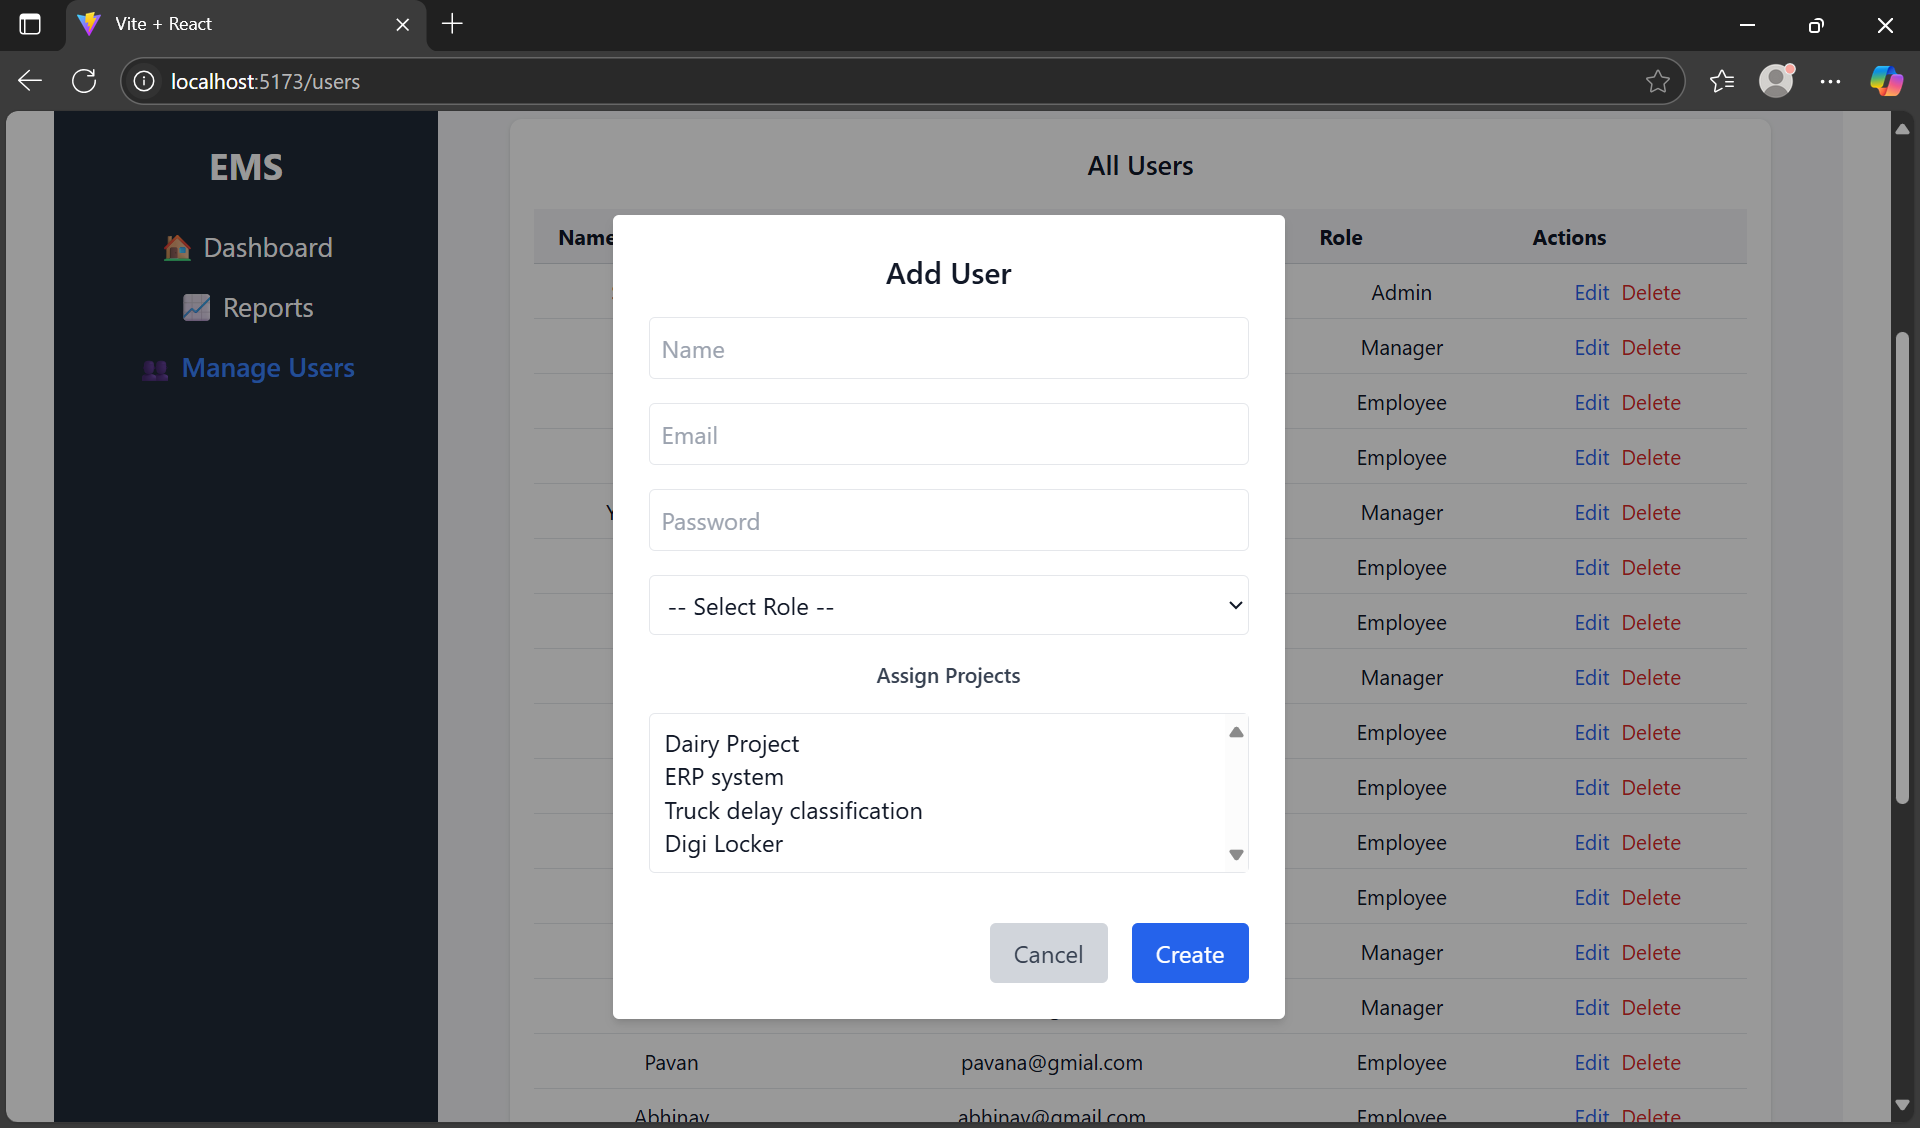 Vite + React
localhost:5173/users
EMS
Dashboard
Reports
Manage Users
All Users
Name Role Actions
Admin Edit Delete
Manager Edit Delete
Employee Edit Delete
Employee Edit Delete
Manager Edit Delete
Employee Edit Delete
Employee Edit Delete
Manager Edit Delete
Employee Edit Delete
Employee Edit Delete
Employee Edit Delete
Employee Edit Delete
Manager Edit Delete
Manager Edit Delete
Pavan pavana@gmial.com Employee Edit Delete
Abhinav abhinav@gmail.com Employee Edit Delete
Add User
Name
Email
Password
-- Select Role --
Assign Projects
Dairy Project
ERP system
Truck delay classification
Digi Locker
Cancel Create